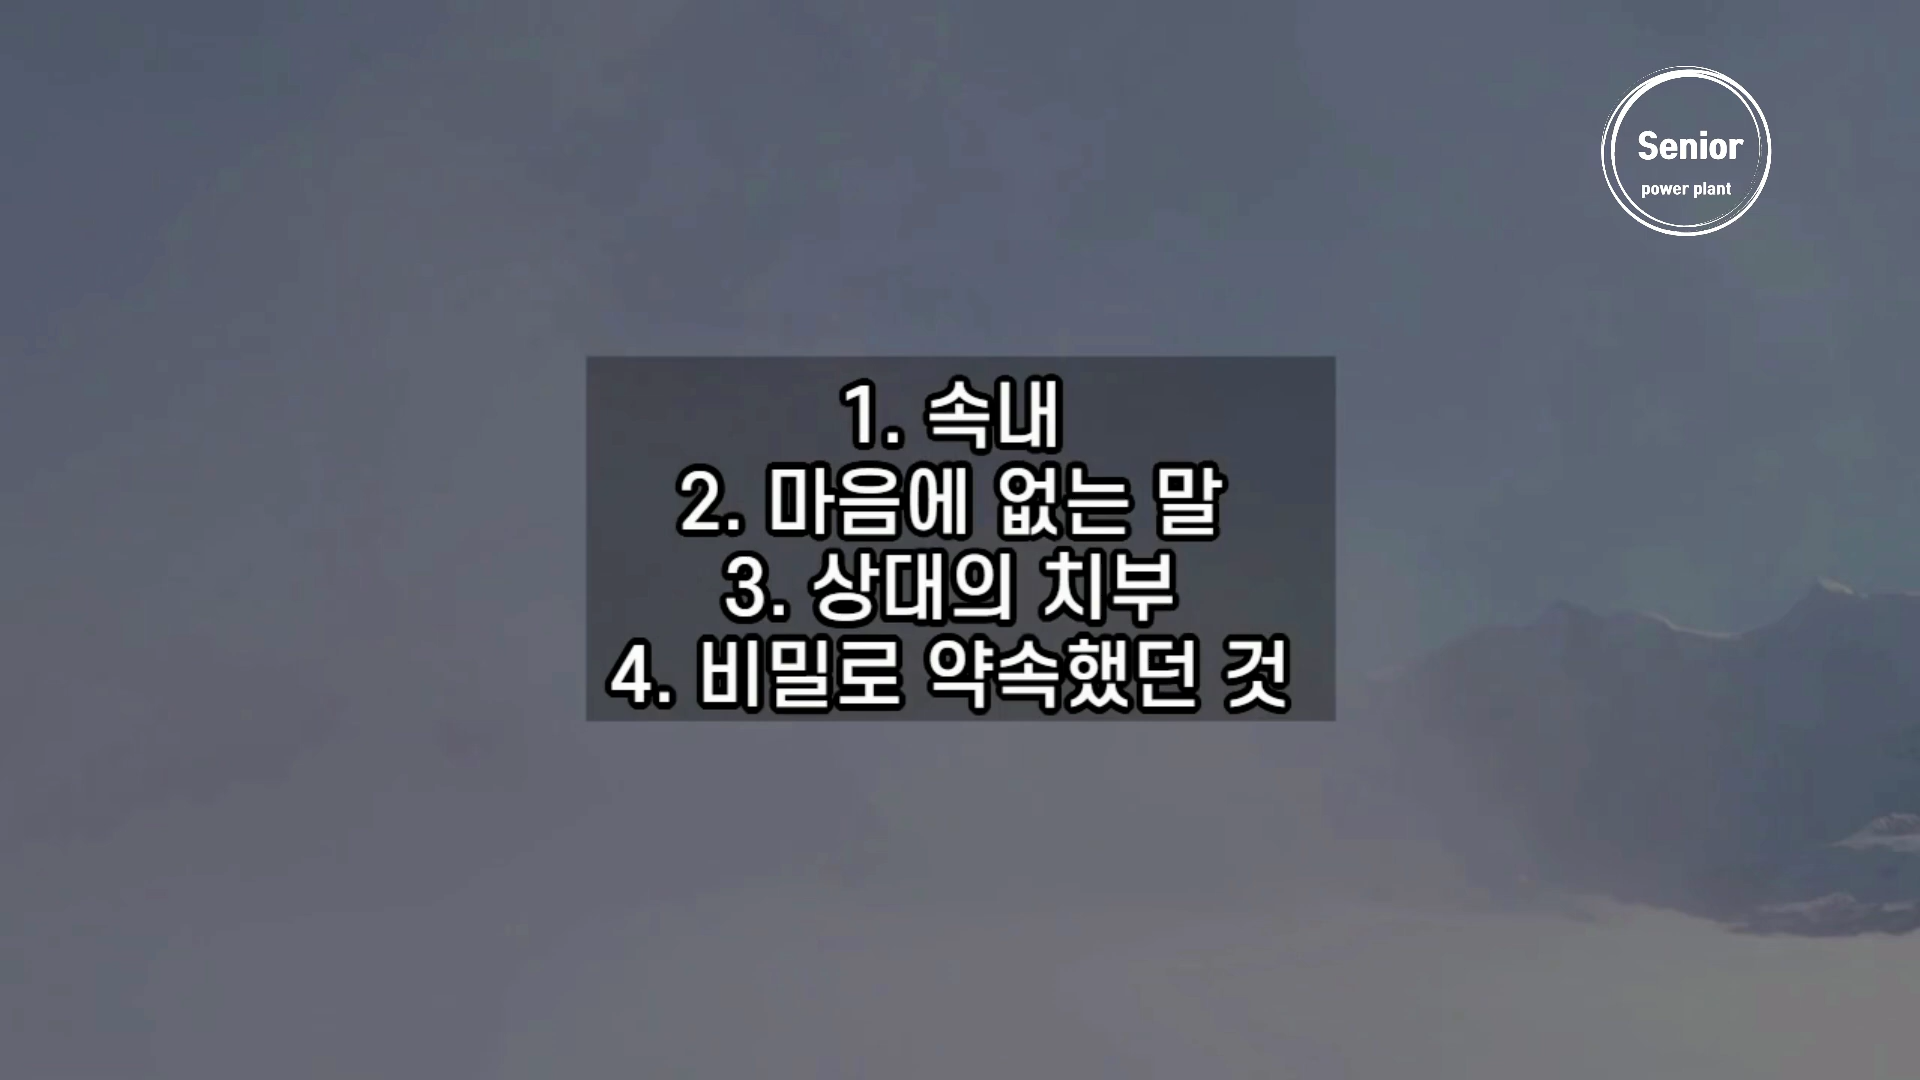 Senior
power plant
1. 속내
2. 마음에 없는 말
3. 상대의 치부
4. 비밀로 약속했던 것